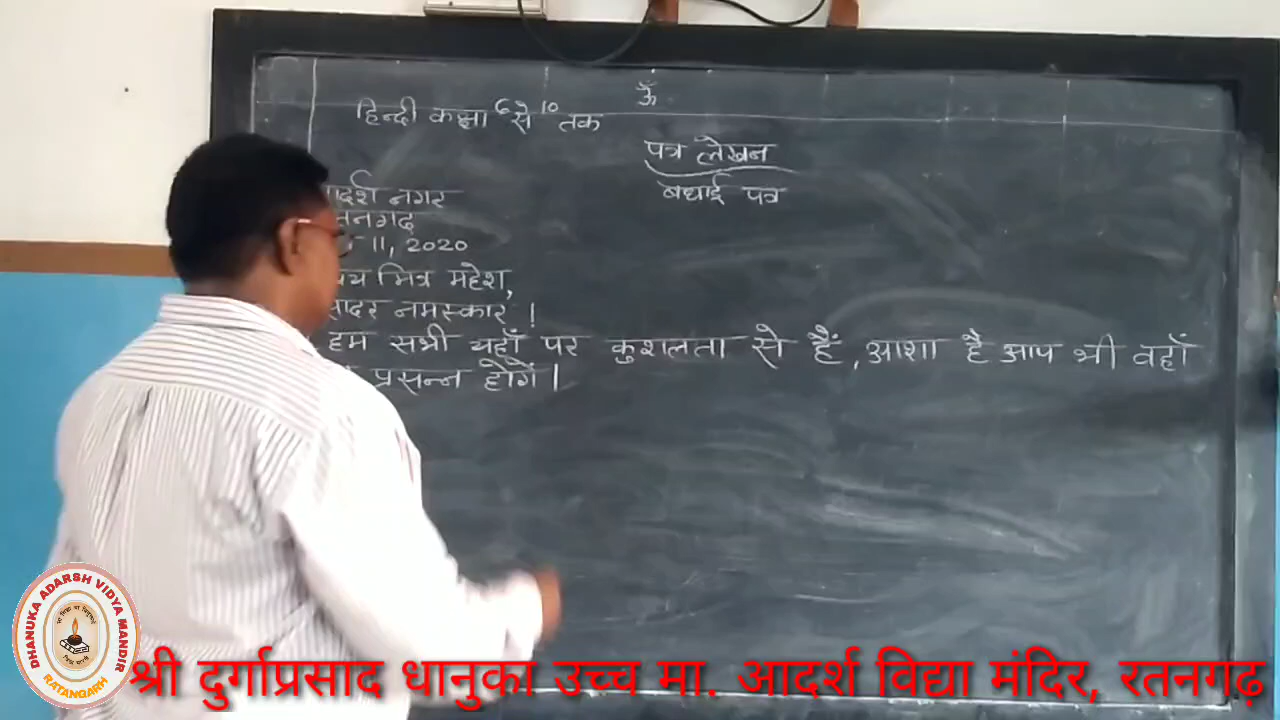 ॐ
हिन्दी कक्षा 6 से 10 तक
पत्र लेखन
बधाई पत्र
नगर
11, 2020
मित्र महेश,
सादर नमस्कार !
हम सभी यहाँ पर कुशलता से हैं, आशा है आप भी वहाँ
प्रसन्न होगें।
DHANUKA ADARSH VIDYA MANDIR
RATANGARH
श्री दुर्गाप्रसाद धानुका उच्च मा. आदर्श विद्या मंदिर, रतनगढ़